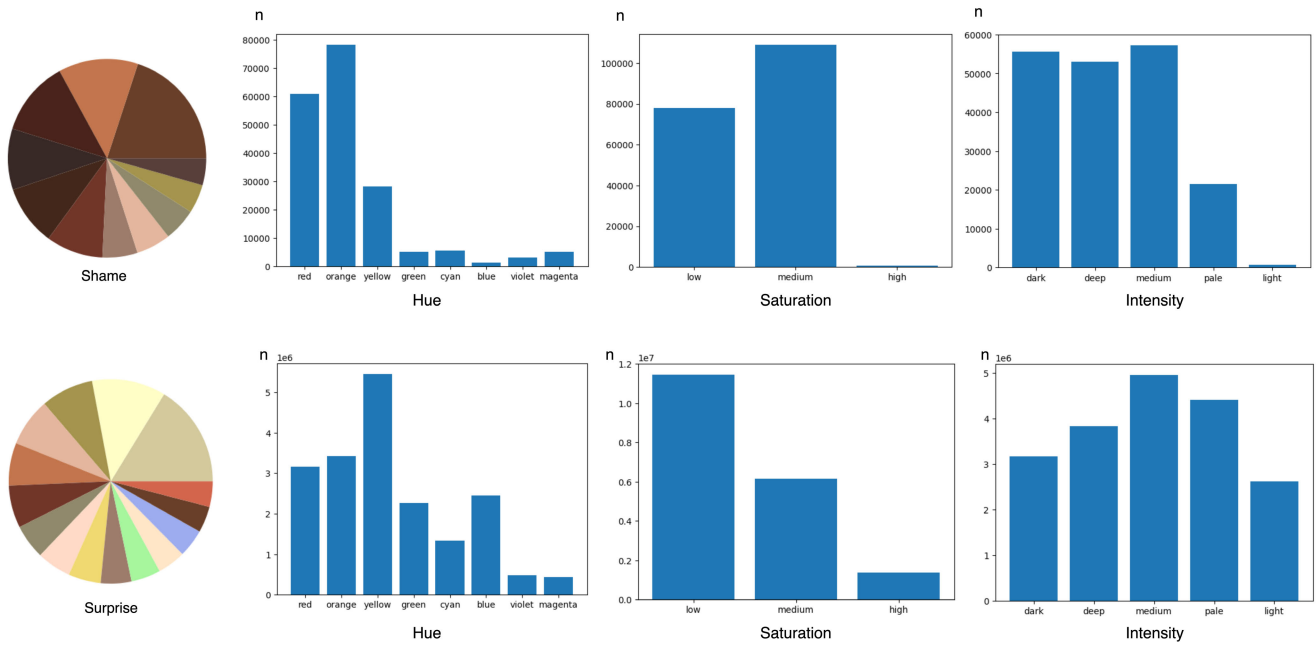 n
n
n
80000
70000
60000
50000
40000
30000
20000
10000
0
red orange yellow green cyan blue violet magenta
Hue
100000
80000
60000
40000
20000
0
low medium high
Saturation
60000
50000
40000
30000
20000
10000
0
dark deep medium pale light
Intensity
Shame
n 1e6
5
4
3
2
1
0
red orange yellow green cyan blue violet magenta
Hue
n 1e7
1.2
1.0
0.8
0.6
0.4
0.2
0.0
low medium high
Saturation
n 1e6
5
4
3
2
1
0
dark deep medium pale light
Intensity
Surprise